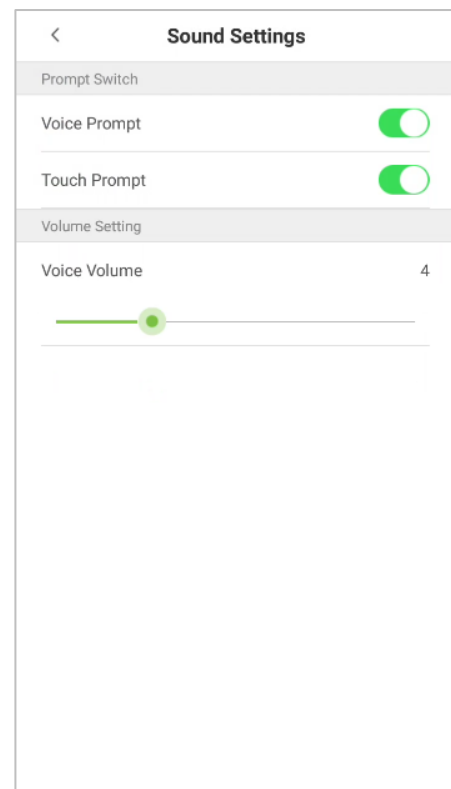 Sound Settings
Prompt Switch
Voice Prompt
Touch Prompt
Volume Setting
Voice Volume 4